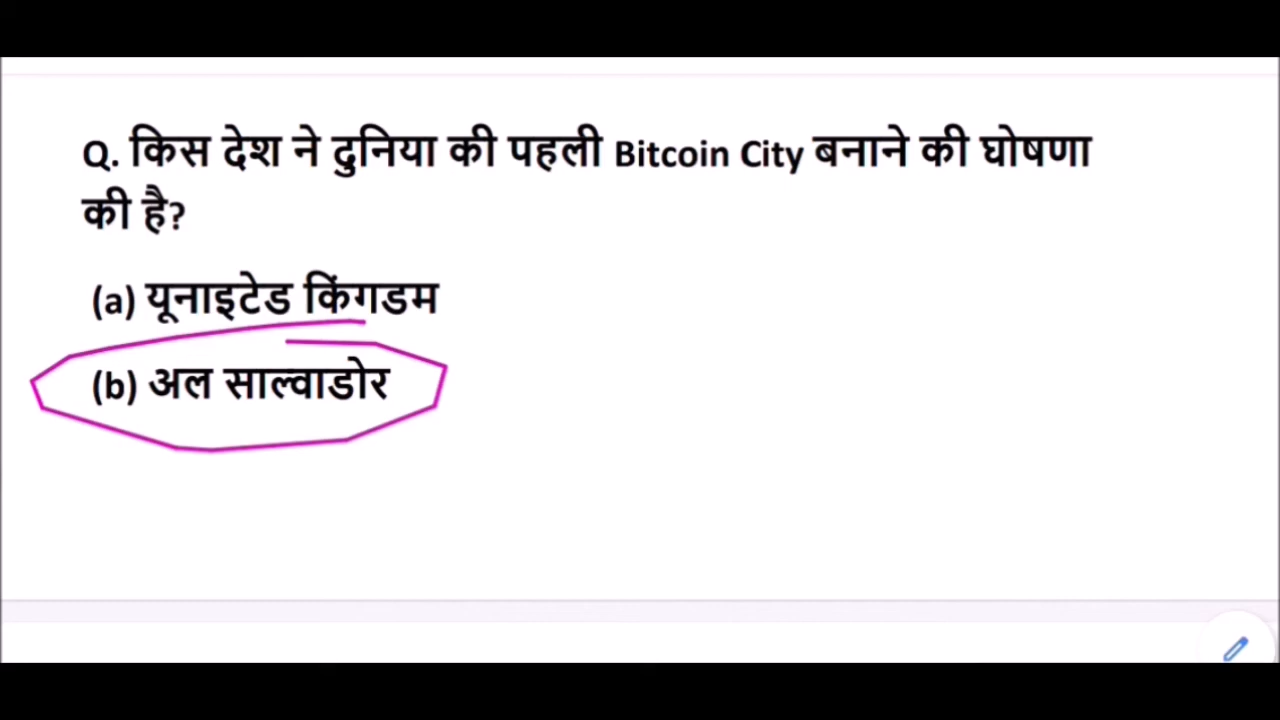 Q. किस देश ने दुनिया की पहली Bitcoin City बनाने की घोषणा
की है?
(a) यूनाइटेड किंगडम
(b) अल साल्वाडोर